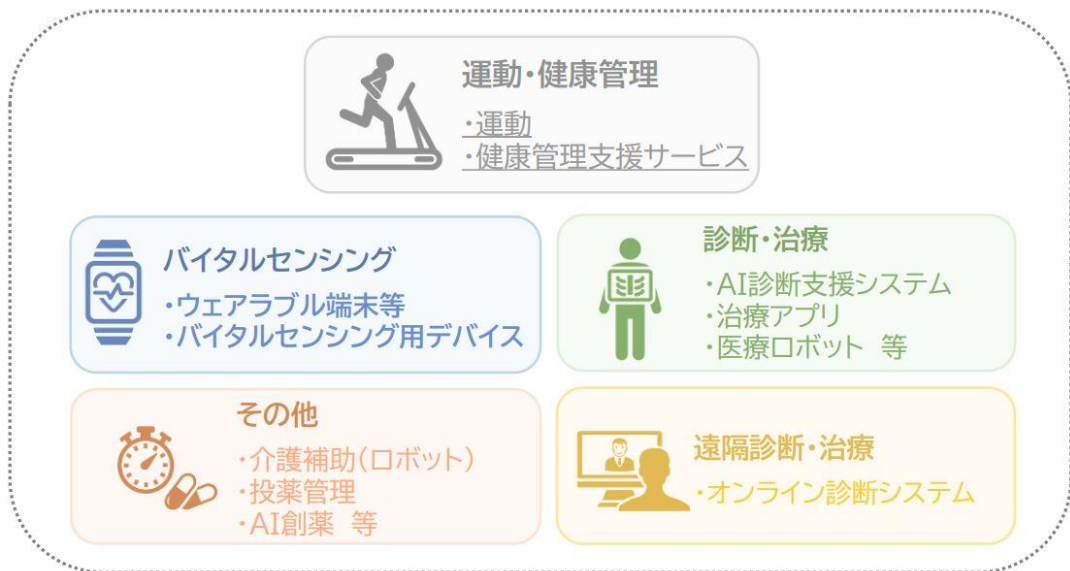 運動・健康管理
・運動
・健康管理支援サービス
バイタルセンシング
・ウェアラブル端末等
・バイタルセンシング用デバイス
診断・治療
・AI診断支援システム
・治療アプリ
・医療ロボット 等
その他
・介護補助(ロボット)
・投薬管理
・AI創薬 等
遠隔診断・治療
・オンライン診断システム